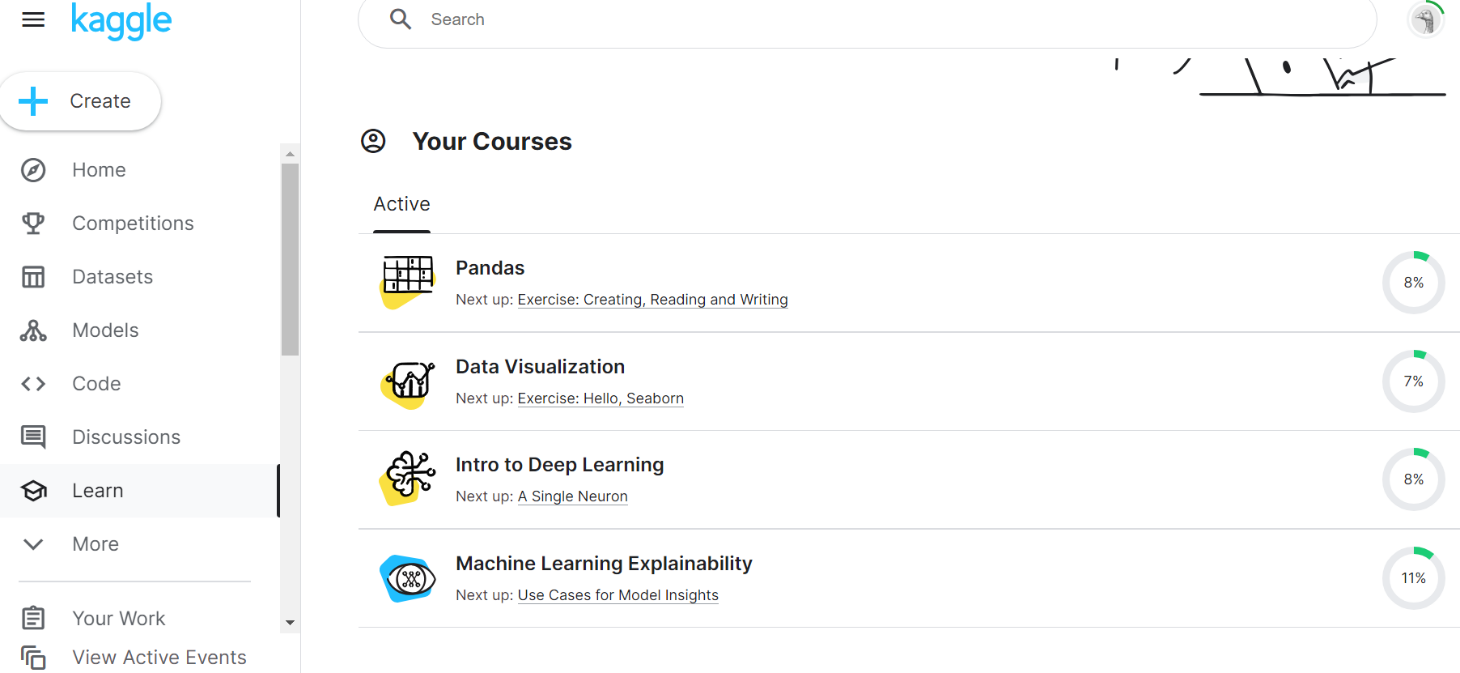 kaggle
Search
Create
Home
Competitions
Datasets
Models
Code
Discussions
Learn
More
Your Work
View Active Events
Your Courses
Active
Pandas
Next up: Exercise: Creating, Reading and Writing
8%
Data Visualization
Next up: Exercise: Hello, Seaborn
7%
Intro to Deep Learning
Next up: A Single Neuron
8%
Machine Learning Explainability
Next up: Use Cases for Model Insights
11%